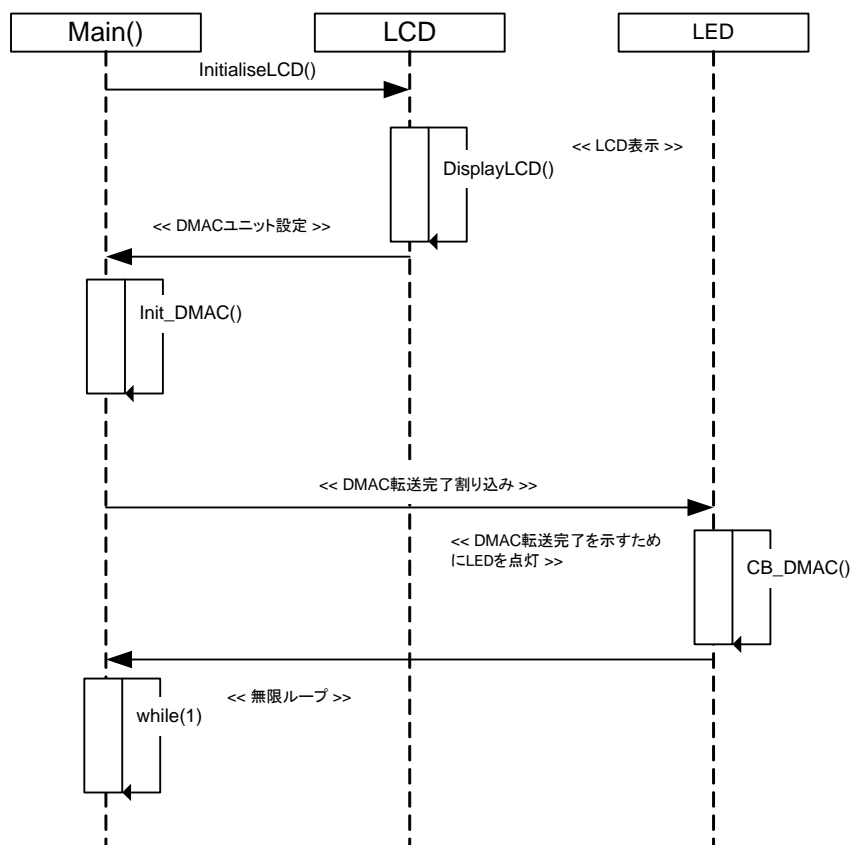 Main()
LCD
LED
InitialiseLCD()
<< LCD表示 >>
DisplayLCD()
<< DMACユニット設定 >>
Init_DMAC()
<< DMAC転送完了割り込み >>
<< DMAC転送完了を示すため
にLEDを点灯 >>
CB_DMAC()
<< 無限ループ >>
while(1)